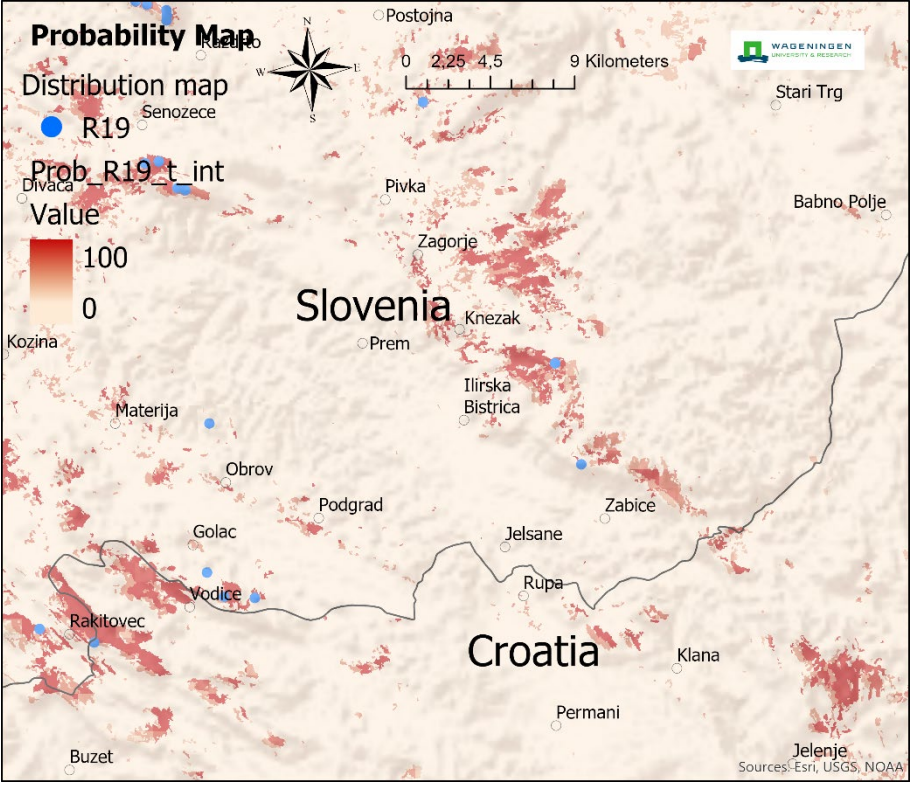 Probability Map
Distribution map
R19
Prob_R19_t_int
Value
100
0
N
W
E
S
0 2,25 4,5 9 Kilometers
WAGENINGEN
UNIVERSITY & RESEARCH
Postojna
Senozece
Stari Trg
Divaca
Pivka
Babno Polje
Zagorje
Slovenia
Knezak
Kozina
Prem
Ilirska
Bistrica
Materija
Obrov
Podgrad
Zabice
Golac
Jelsane
Rupa
Vodice
Rakitovec
Croatia
Klana
Permani
Buzet
Jelenje
Sources: Esri, USGS, NOAA